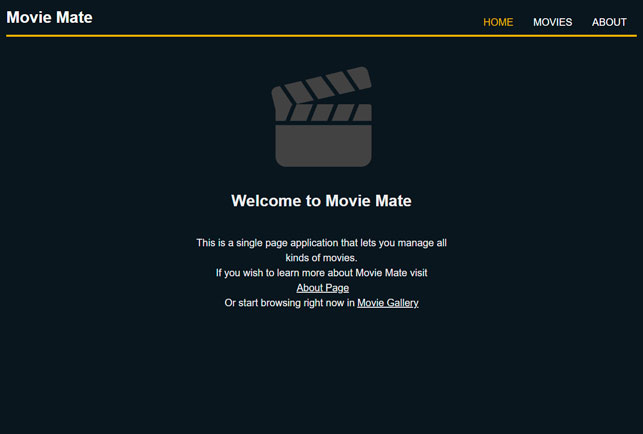 Movie Mate
HOME MOVIES ABOUT
Welcome to Movie Mate
This is a single page application that lets you manage all
kinds of movies.
If you wish to learn more about Movie Mate visit
About Page
Or start browsing right now in Movie Gallery